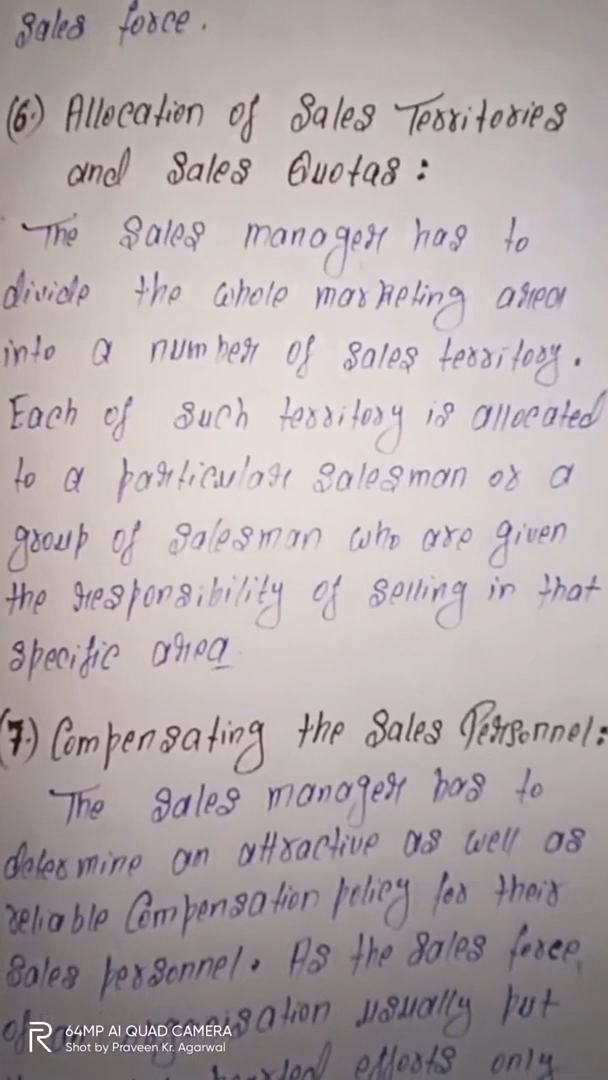 Sales force.
(6.) Allocation of Sales Territories
and Sales Quotas :
The Sales manager has to
divide the whole marketing area
into a number of sales territory.
Each of such territory is allocated
to a particular salesman or a
group of salesman who are given
the responsibility of selling in that
specific area
(7.) Compensating the Sales Personnel:
The sales manager has to
determine an attractive as well as
reliable Compensation policy for their
Sales personnel. As the sales force
usually put
efforts only
64MP AI QUAD CAMERA
Shot by Praveen Kr. Agarwal